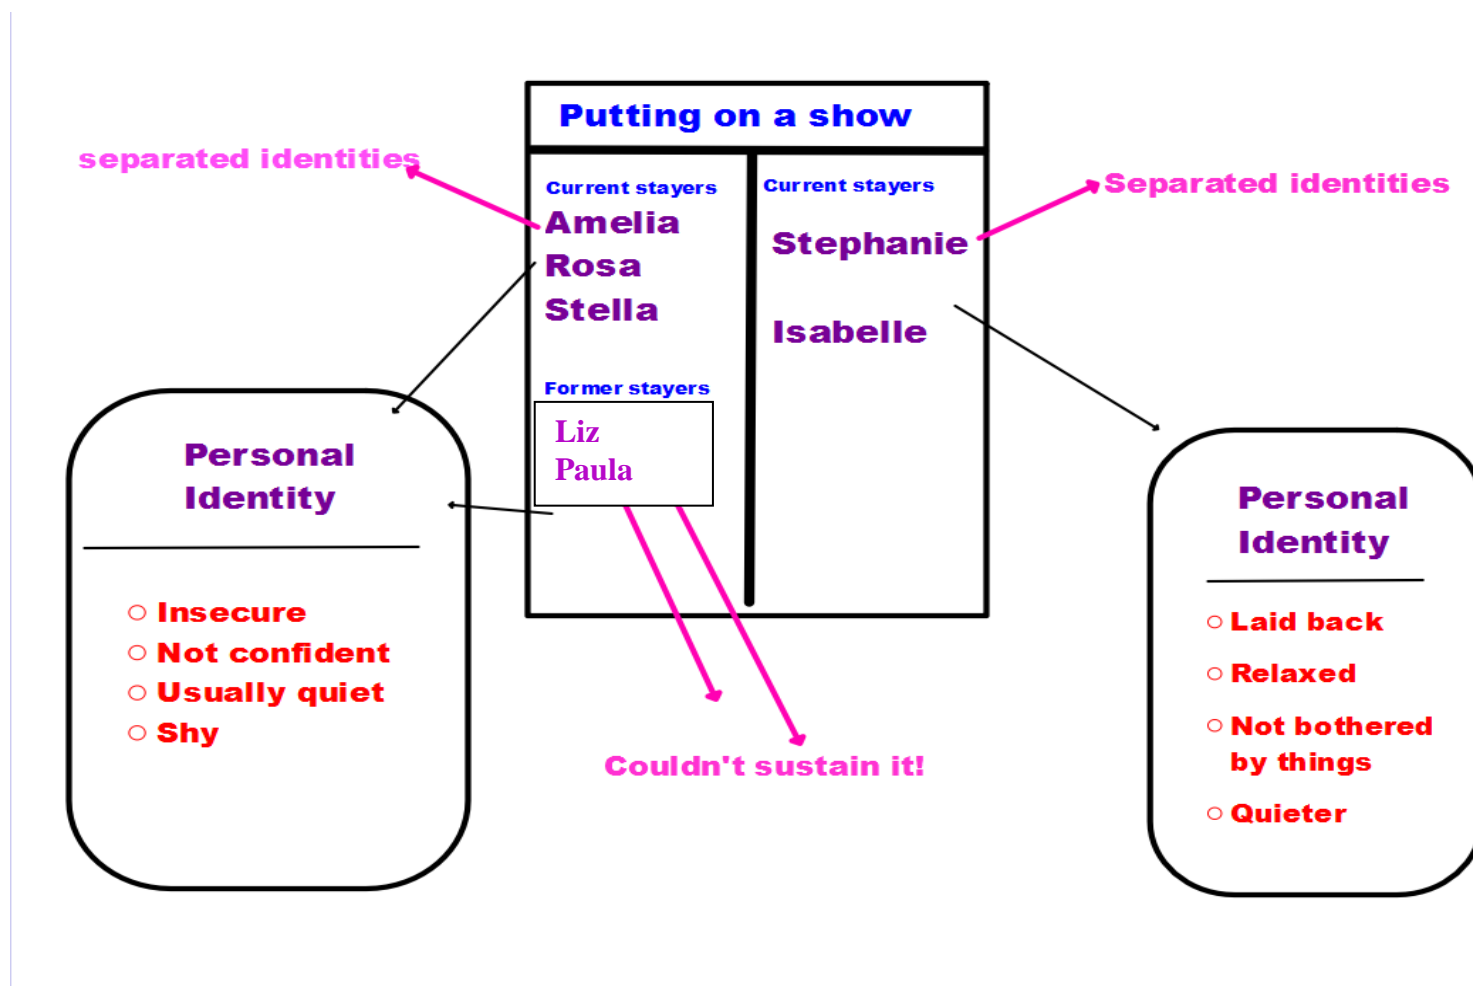 Putting on a show
separated identities
Current stayers
Amelia
Rosa
Stella
Former stayers
Liz
Paula
Current stayers
Stephanie
Isabelle
Separated identities
Personal
Identity
○ Insecure
○ Not confident
○ Usually quiet
○ Shy
Couldn't sustain it!
Personal
Identity
○ Laid back
○ Relaxed
○ Not bothered
by things
○ Quieter